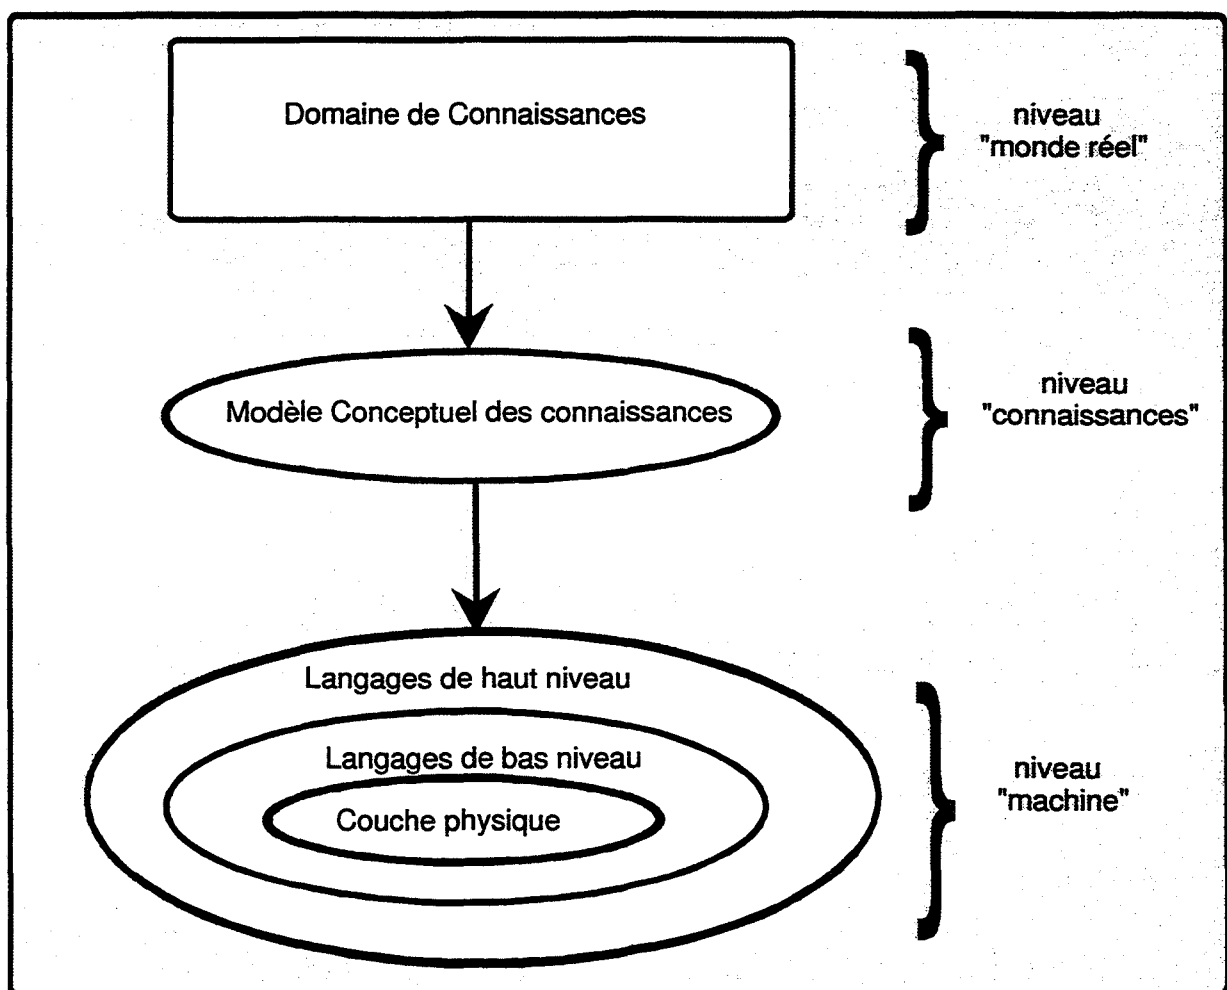 Domaine de Connaissances
niveau
"monde réel"
Modèle Conceptuel des connaissances
niveau
"connaissances"
Langages de haut niveau
Langages de bas niveau
Couche physique
niveau
"machine"